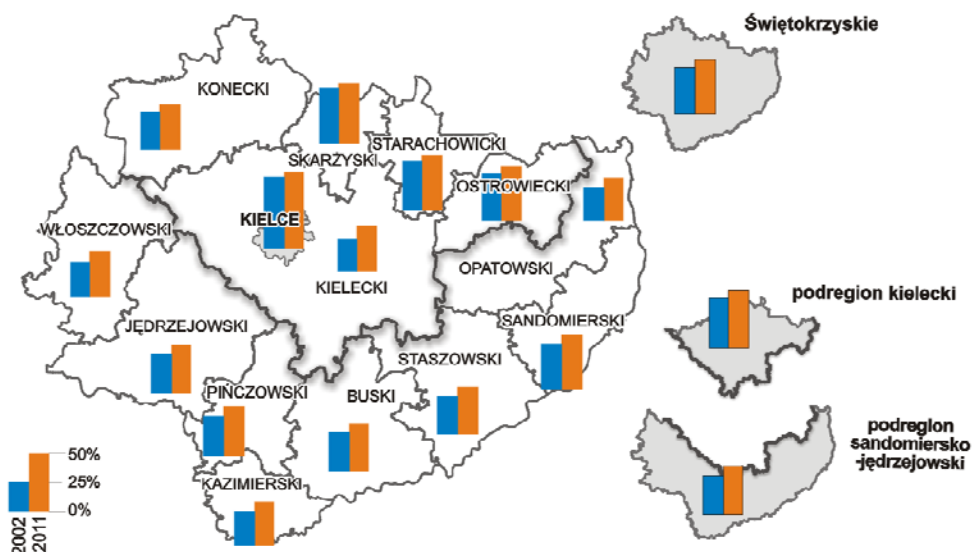 Świętokrzyskie
KONECKI
SKARŻYSKI
STARACHOWICKI
OSTROWIECKI
KIELCE
WŁOSZCZOWSKI
KIELECKI
OPATOWSKI
podregion kielecki
JĘDRZEJOWSKI
SANDOMIERSKI
STASZOWSKI
PIŃCZOWSKI
BUSKI
podregion
sandomiersko
-jędrzejowski
KAZIMIERSKI
50%
25%
0%
2002
2011